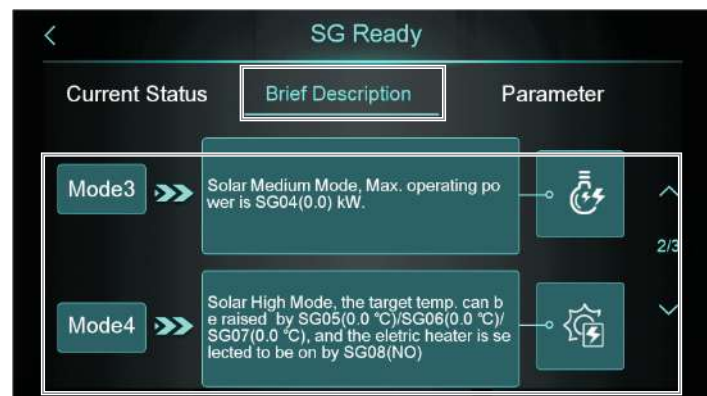 SG Ready
Current Status
Brief Description
Parameter
Mode3
Solar Medium Mode, Max. operating po
wer is SG04(0.0) kW.
2/3
Mode4
Solar High Mode, the target temp. can b
e raised by SG05(0.0 ℃)/SG06(0.0 ℃)/
SG07(0.0 ℃), and the eletric heater is se
lected to be on by SG08(NO)